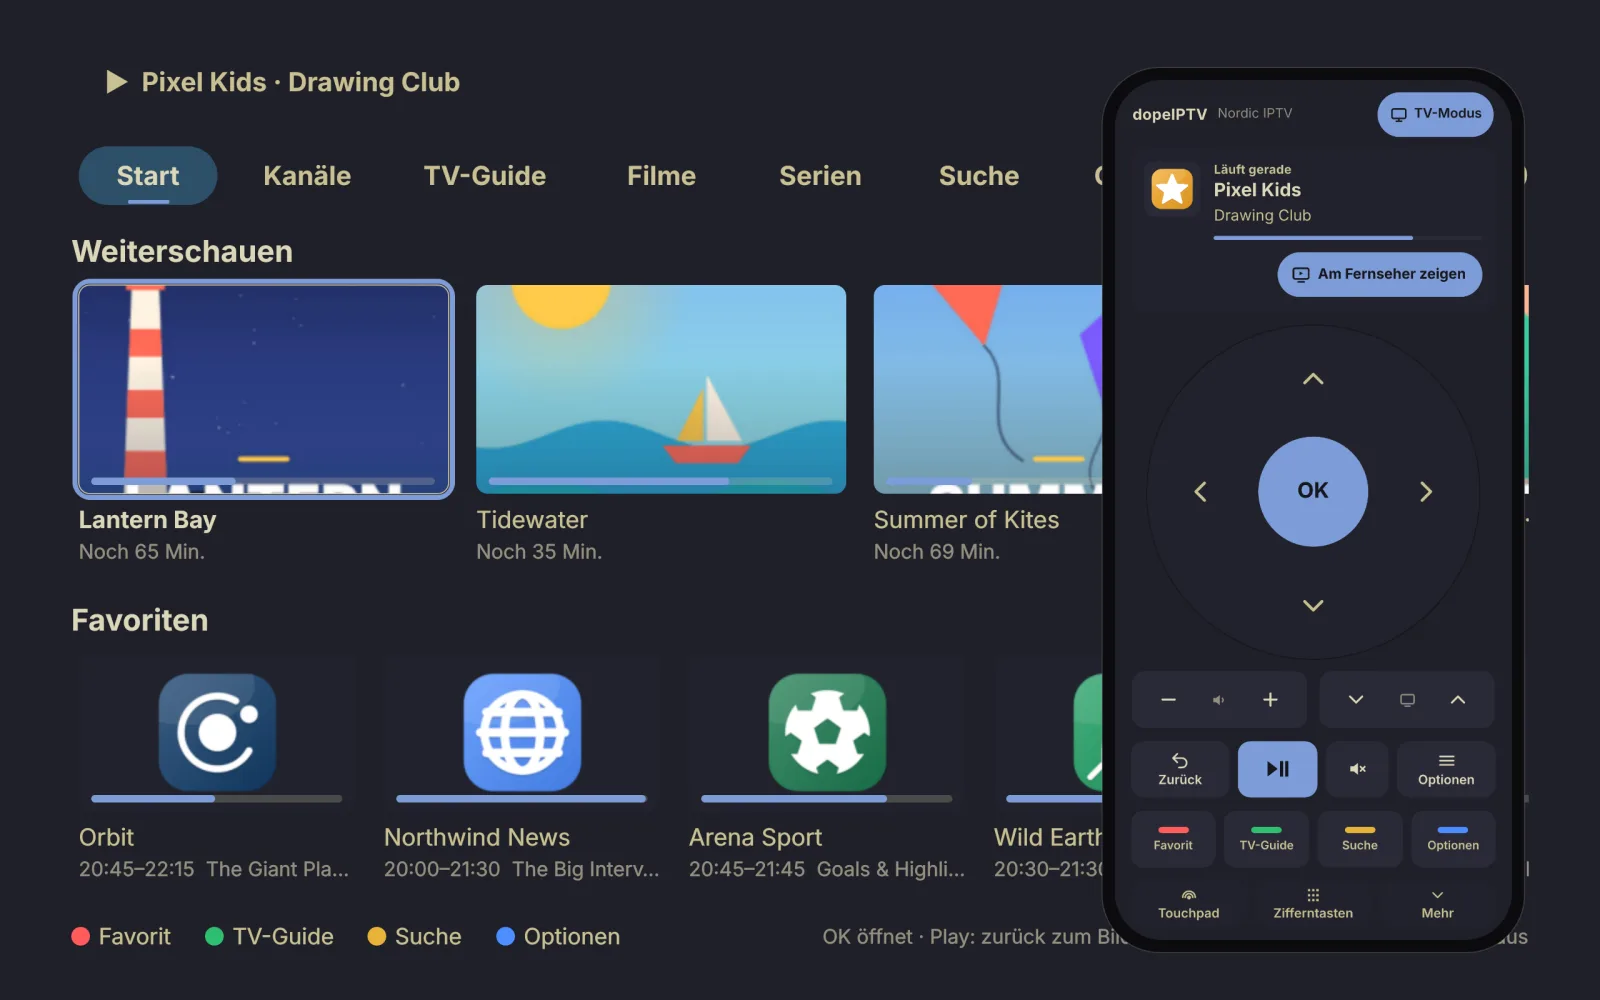 Pixel Kids · Drawing Club
Start Kanäle TV-Guide Filme Serien Suche
Weiterschauen
Lantern Bay
Noch 65 Min.
Tidewater
Noch 35 Min.
Summer of Kites
Noch 69 Min.
Favoriten
Orbit
20:45–22:15 The Giant Pla...
Northwind News
20:00–21:30 The Big Interv...
Arena Sport
20:45–21:45 Goals & Highli...
Wild Earth
Favorit TV-Guide Suche Optionen
OK öffnet · Play: zurück zum
dopeIPTV Nordic IPTV
TV-Modus
Läuft gerade
Pixel Kids
Drawing Club
Am Fernseher zeigen
OK
Zurück
Optionen
Favorit TV-Guide Suche Optionen
Touchpad Zifferntasten Mehr